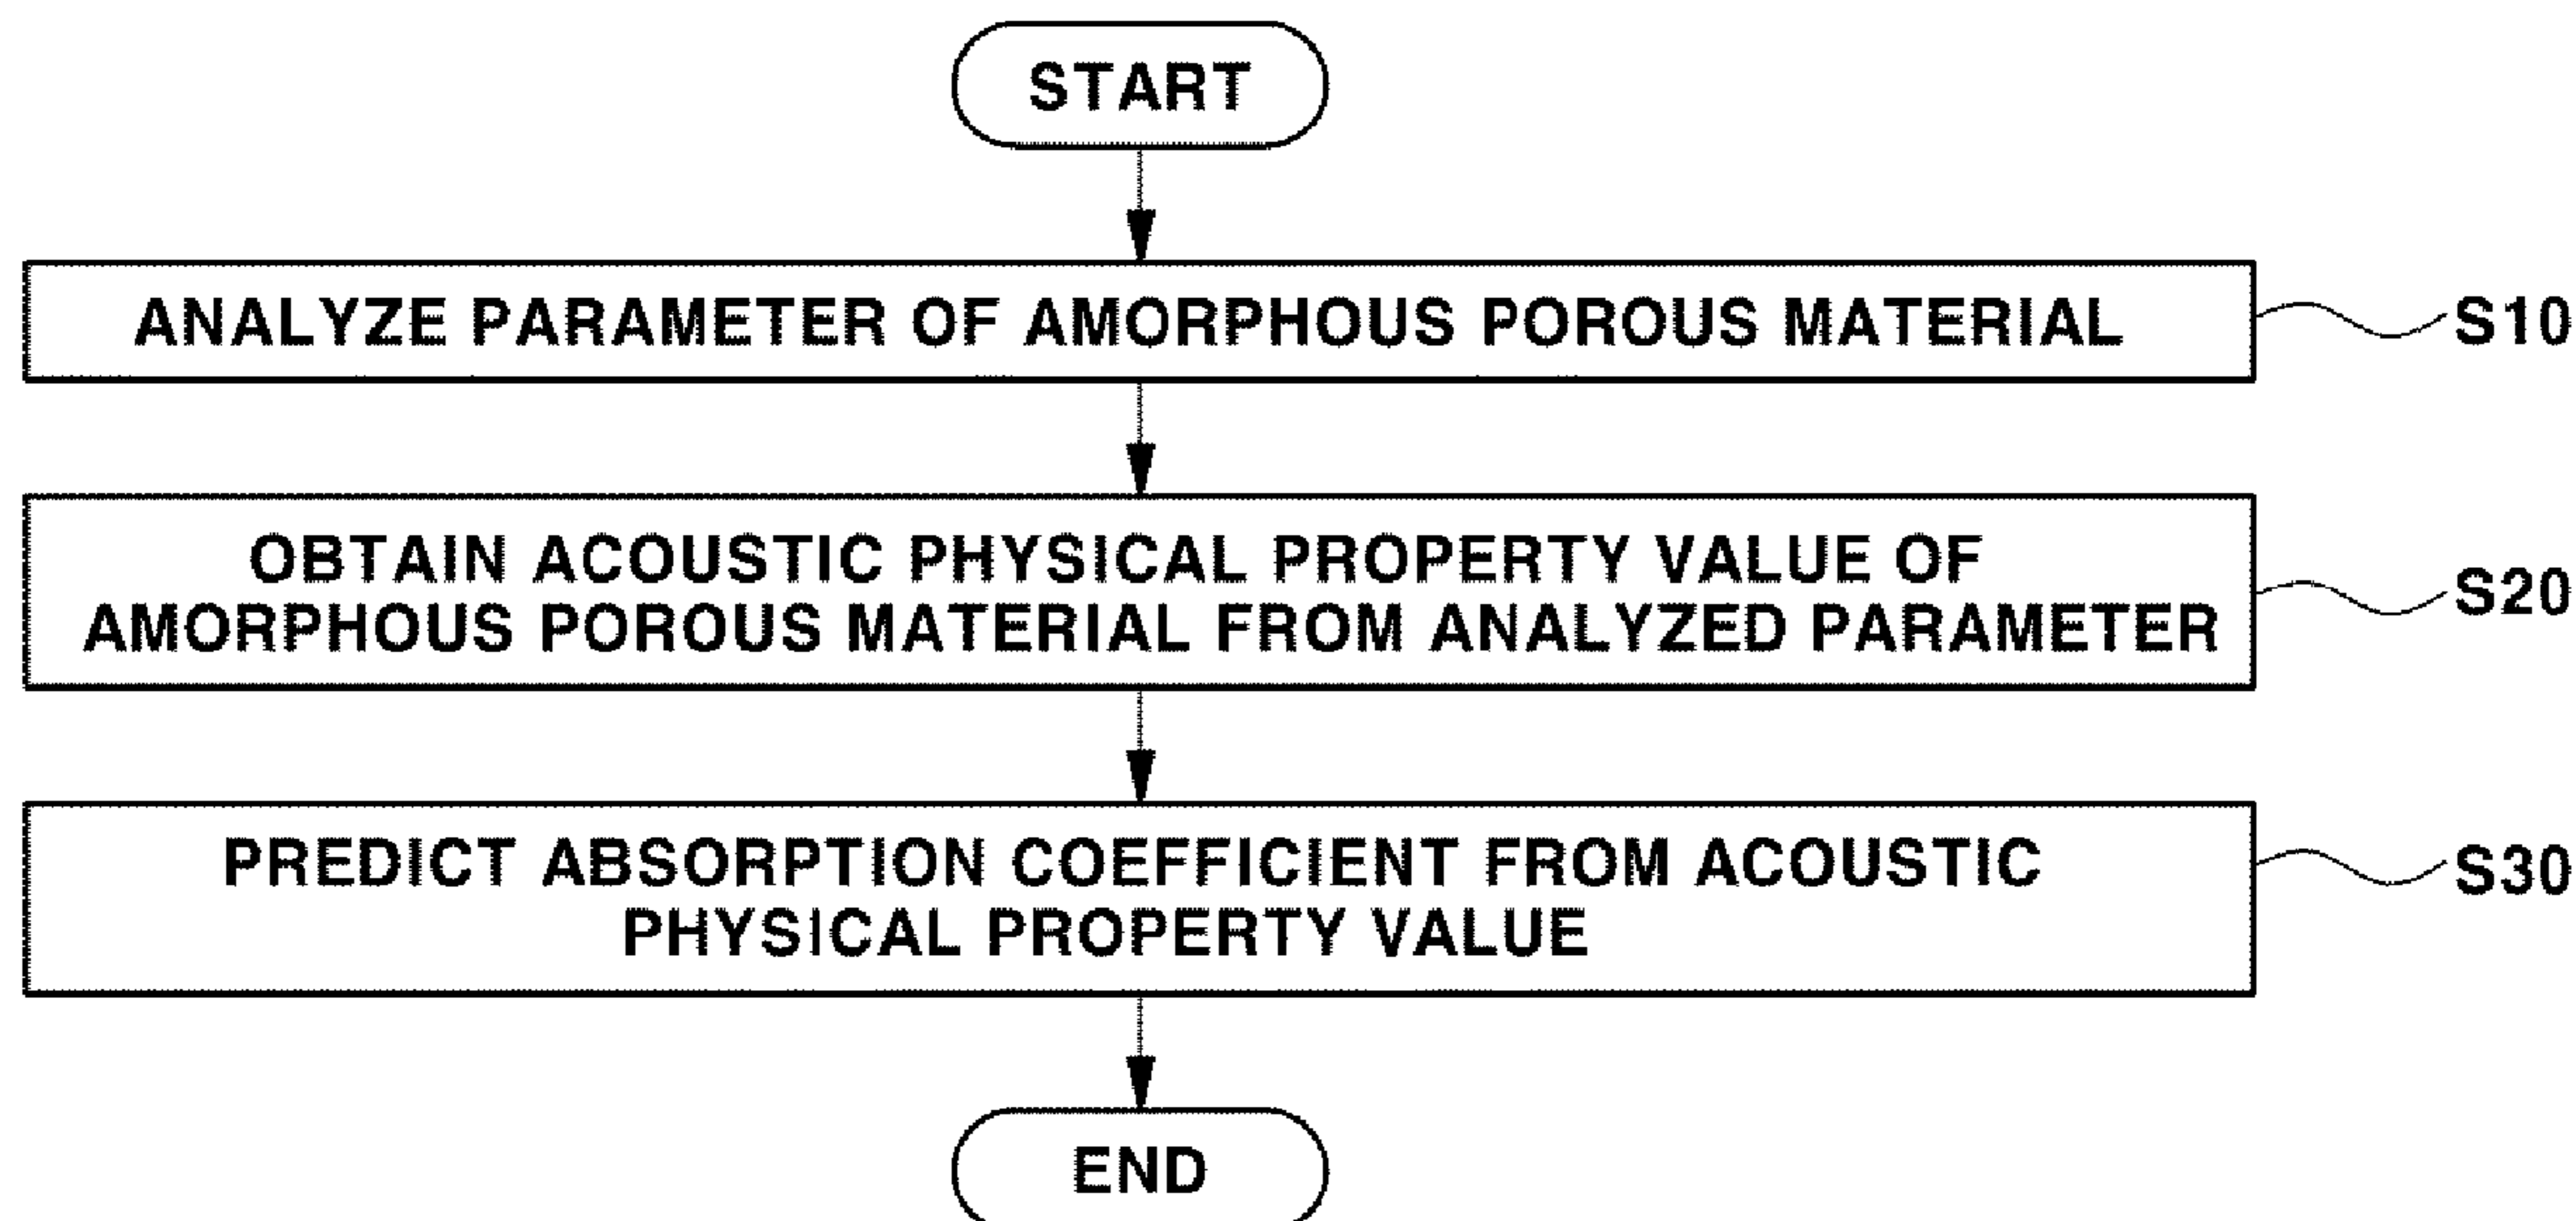 START
ANALYZE PARAMETER OF AMORPHOUS POROUS MATERIAL
S10
OBTAIN ACOUSTIC PHYSICAL PROPERTY VALUE OF
AMORPHOUS POROUS MATERIAL FROM ANALYZED PARAMETER
S20
PREDICT ABSORPTION COEFFICIENT FROM ACOUSTIC
PHYSICAL PROPERTY VALUE
S30
END